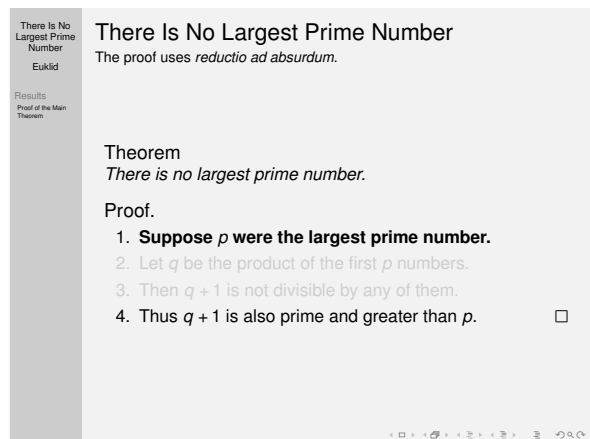 There Is No
Largest Prime
Number
Euklid
Results
Proof of the Main
Theorem
There Is No Largest Prime Number
The proof uses reductio ad absurdum.
Theorem
There is no largest prime number.
Proof.
1. Suppose p were the largest prime number.
2. Let q be the product of the first p numbers.
3. Then q + 1 is not divisible by any of them.
4. Thus q + 1 is also prime and greater than p. □